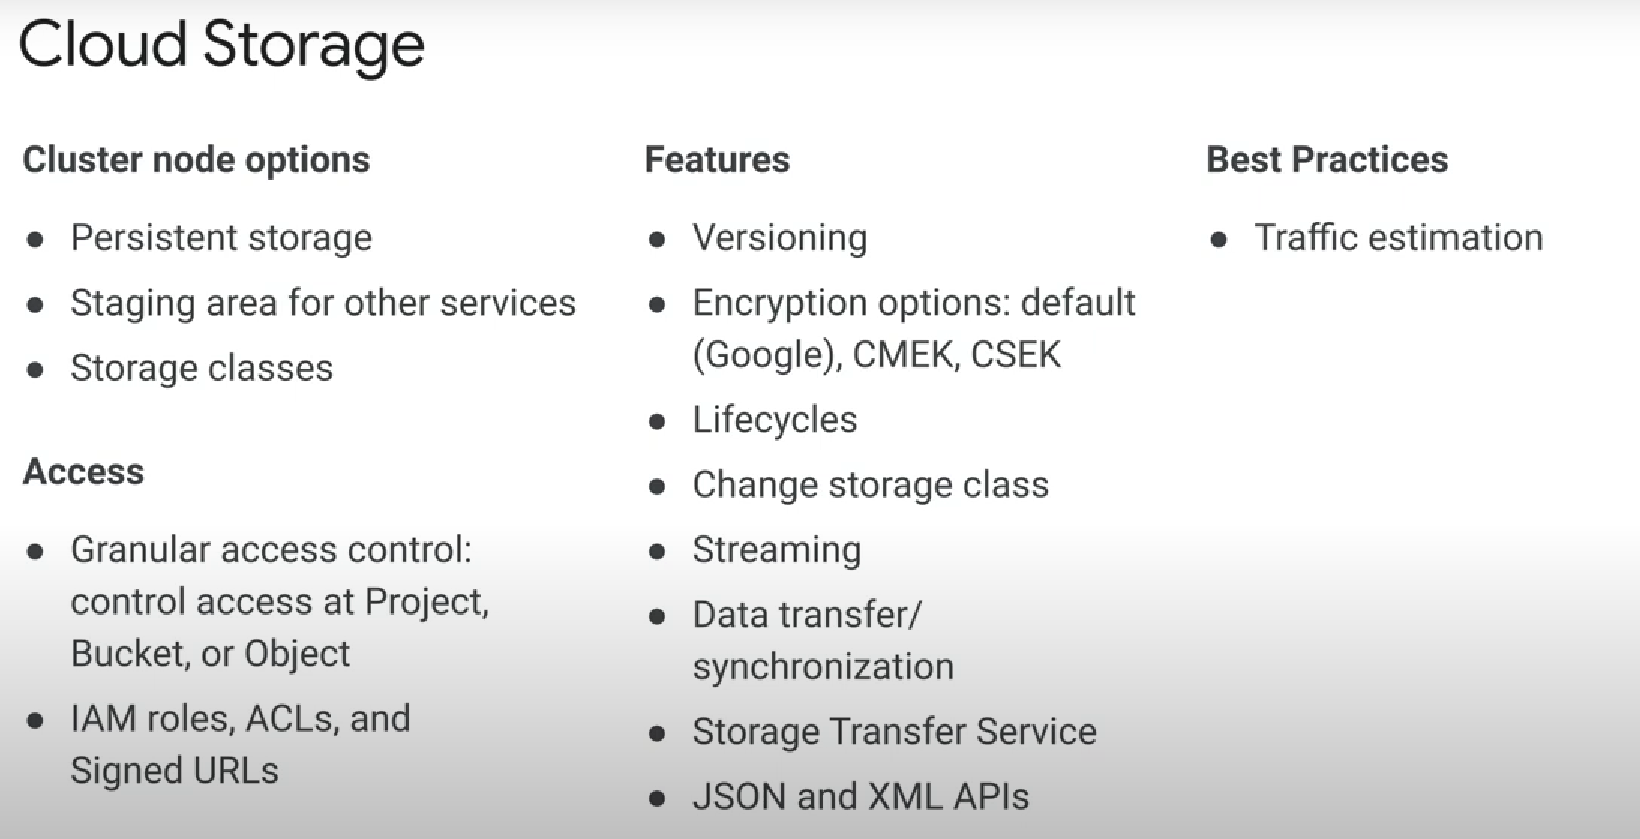 Cloud Storage
Cluster node options
● Persistent storage
● Staging area for other services
● Storage classes
Access
● Granular access control:
control access at Project,
Bucket, or Object
● IAM roles, ACLs, and
Signed URLs
Features
● Versioning
● Encryption options: default
(Google), CMEK, CSEK
● Lifecycles
● Change storage class
● Streaming
● Data transfer/
synchronization
● Storage Transfer Service
● JSON and XML APIs
Best Practices
● Traffic estimation